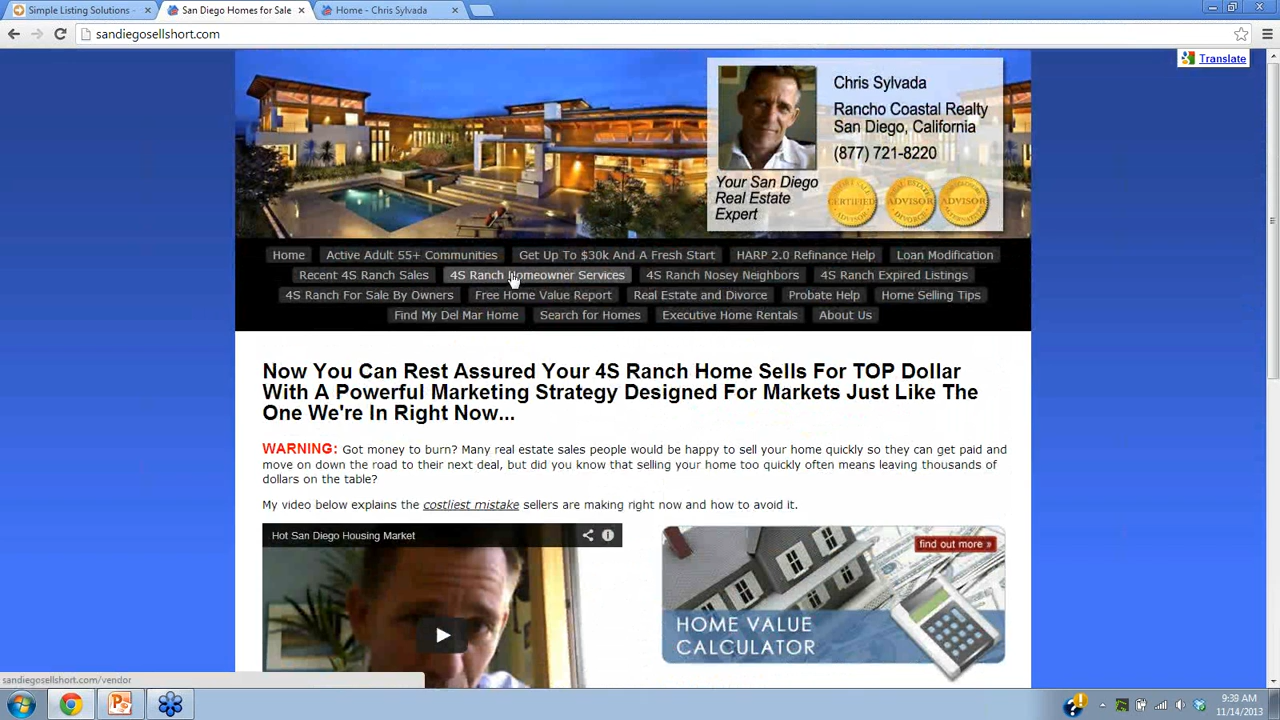 Simple Listing Solutions -
San Diego Homes for Sale
Home - Chris Sylvada
sandiegosellshort.com
Translate
Chris Sylvada
Rancho Coastal Realty
San Diego, California
(877) 721-8220
Your San Diego
Real Estate
Expert
CERTIFIED
ADVISOR
ADVISOR
ADVISOR
Home
Active Adult 55+ Communities
Get Up To $30k And A Fresh Start
HARP 2.0 Refinance Help
Loan Modification
Recent 4S Ranch Sales
4S Ranch Homeowner Services
4S Ranch Nosey Neighbors
4S Ranch Expired Listings
4S Ranch For Sale By Owners
Free Home Value Report
Real Estate and Divorce
Probate Help
Home Selling Tips
Find My Del Mar Home
Search for Homes
Executive Home Rentals
About Us
Now You Can Rest Assured Your 4S Ranch Home Sells For TOP Dollar
With A Powerful Marketing Strategy Designed For Markets Just Like The
One We're In Right Now...
WARNING: Got money to burn? Many real estate sales people would be happy to sell your home quickly so they can get paid and
move on down the road to their next deal, but did you know that selling your home too quickly often means leaving thousands of
dollars on the table?
My video below explains the costliest mistake sellers are making right now and how to avoid it.
Hot San Diego Housing Market
find out more »
HOME VALUE
CALCULATOR
sandiegosellshort.com/vendor
9:39 AM
11/14/2013